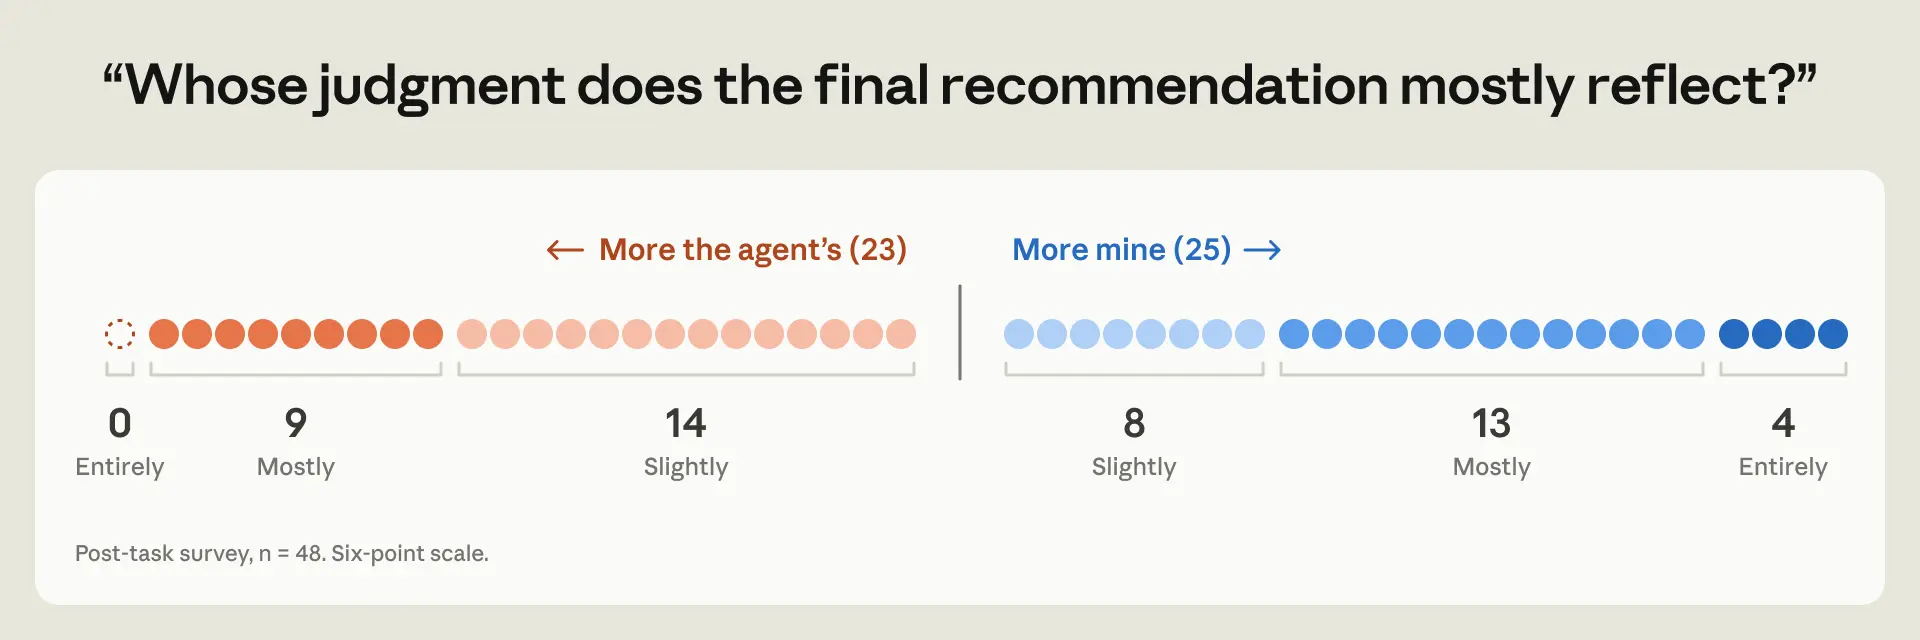 “Whose judgment does the final recommendation mostly reflect?”
← More the agent’s (23)
More mine (25) →
0
9
14
8
13
4
Entirely
Mostly
Slightly
Slightly
Mostly
Entirely
Post-task survey, n = 48. Six-point scale.